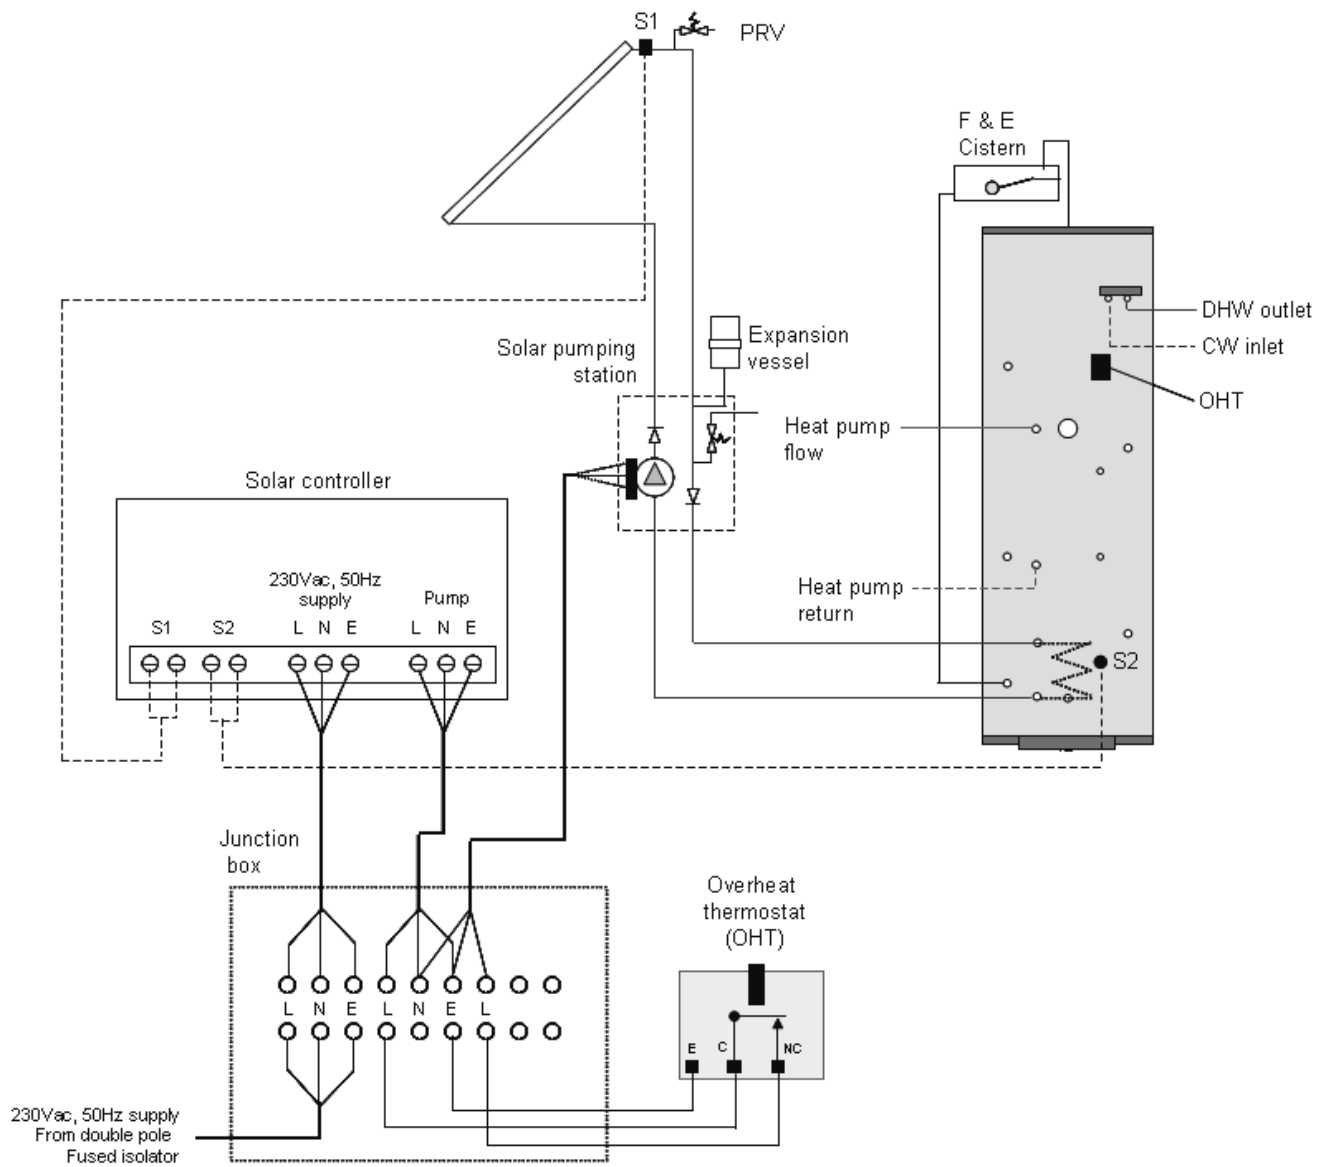 S1
PRV
F & E
Cistern
DHW outlet
CW inlet
OHT
Expansion
vessel
Solar pumping
station
Heat pump
flow
Solar controller
230Vac, 50Hz
supply
Pump
S1 S2 L N E L N E
Heat pump
return
S2
Junction
box
Overheat
thermostat
(OHT)
L N E L N E L
E C NC
230Vac, 50Hz supply
From double pole
Fused isolator